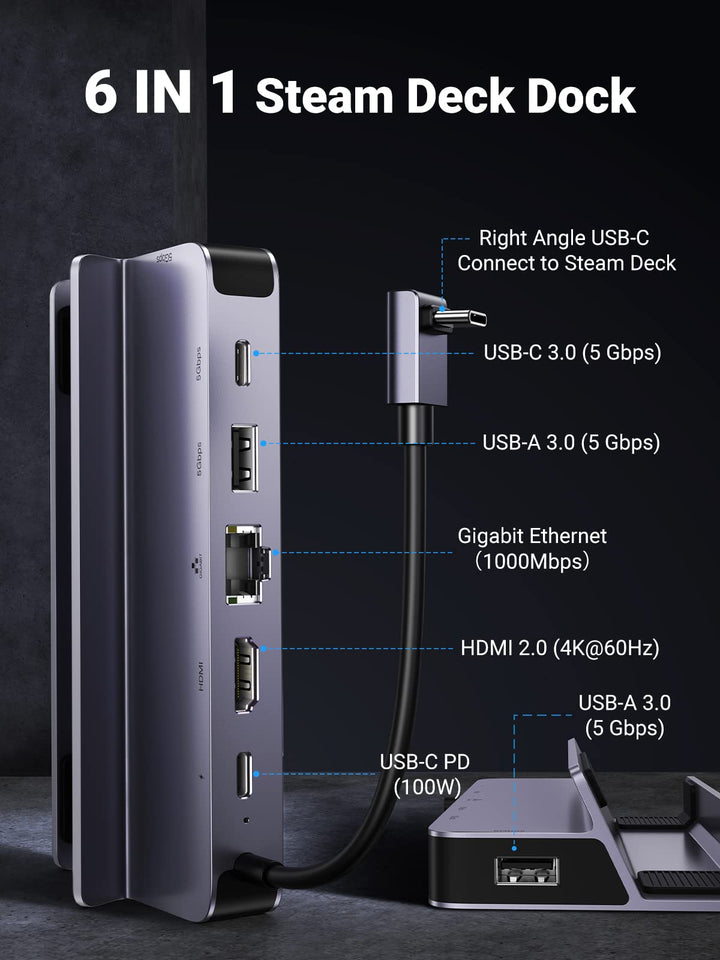 6 IN 1 Steam Deck Dock
5Gbps
Right Angle USB-C
Connect to Steam Deck
5Gbps
USB-C 3.0 (5 Gbps)
5Gbps
USB-A 3.0 (5 Gbps)
GIGABIT
Gigabit Ethernet
(1000Mbps)
HDMI
HDMI 2.0 (4K@60Hz)
USB-A 3.0
(5 Gbps)
USB-C PD
(100W)